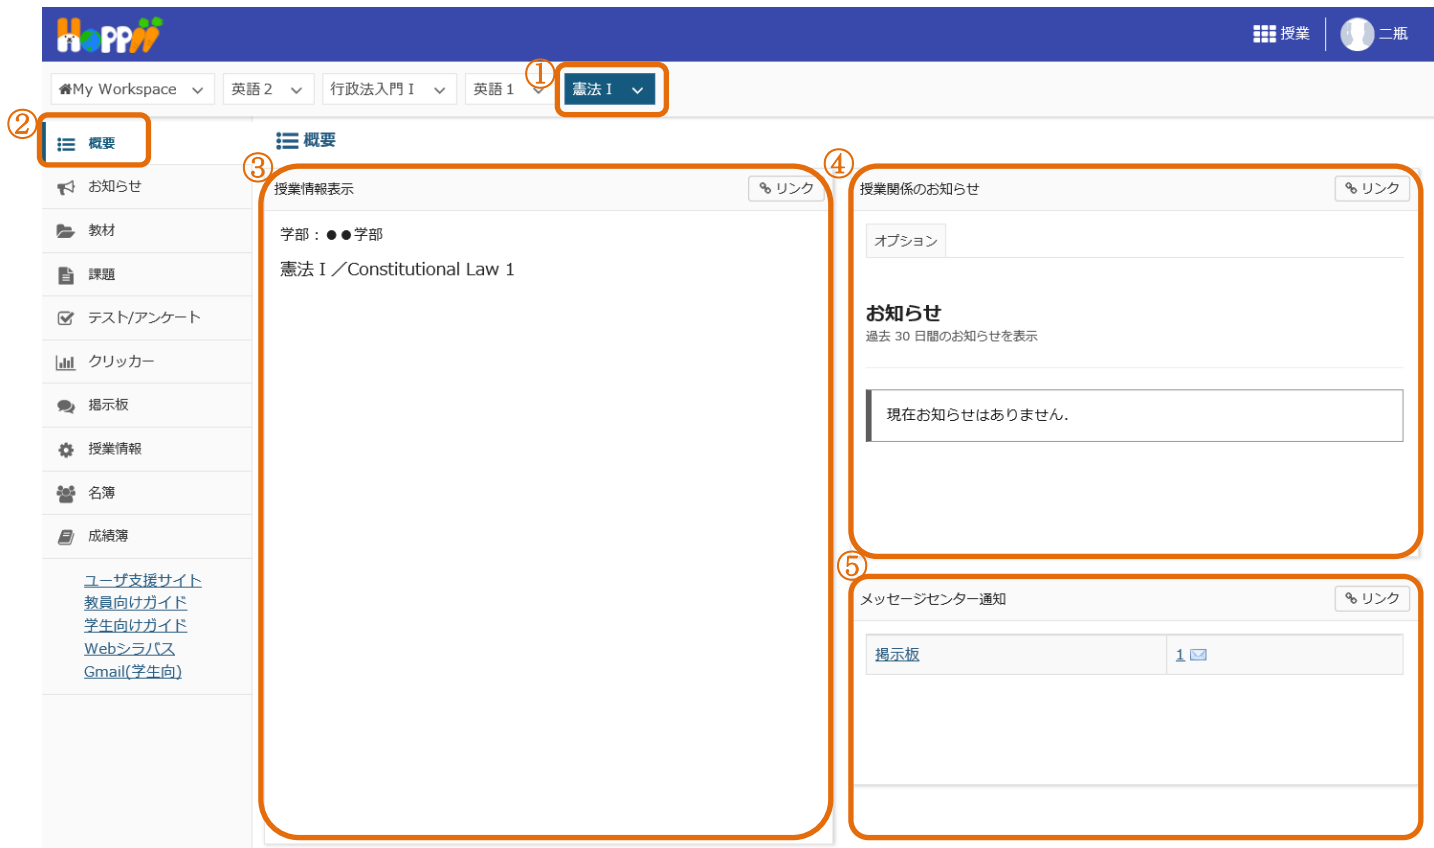 Hoppii
授業
二瓶
My Workspace
英語 2
行政法入門 I
英語 1
①
憲法 I
②
概要
お知らせ
教材
課題
テスト/アンケート
クリッカー
掲示板
授業情報
名簿
成績簿
ユーザ支援サイト
教員向けガイド
学生向けガイド
Webシラバス
Gmail(学生向)
概要
③
授業情報表示
リンク
学部：●●学部
憲法 I ／Constitutional Law 1
④
授業関係のお知らせ
リンク
オプション
お知らせ
過去 30 日間のお知らせを表示
現在お知らせはありません.
⑤
メッセージセンター通知
リンク
掲示板
1